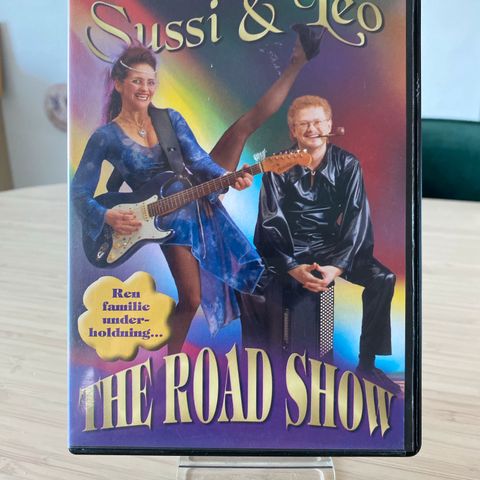 Sussi & Leo
Ren
familie
under-
holdning...
THE ROAD SHOW